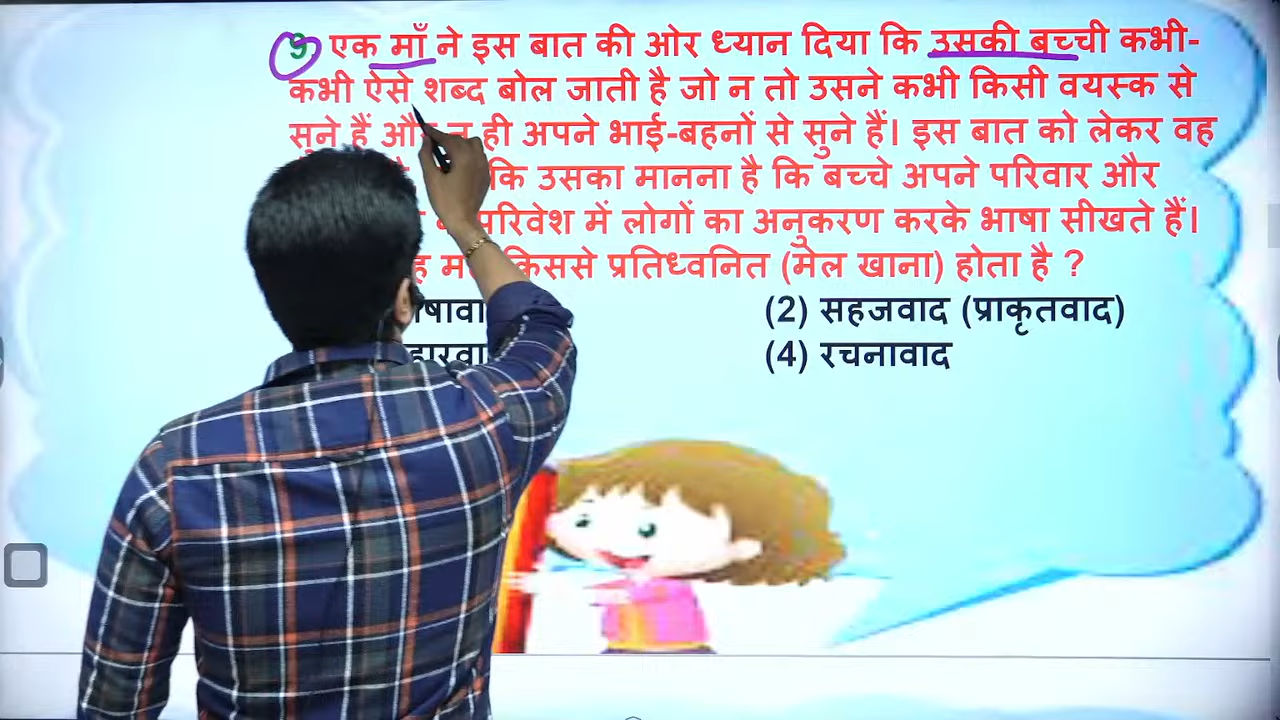 9 एक माँ ने इस बात की ओर ध्यान दिया कि उसकी बच्ची कभी-
कभी ऐसे शब्द बोल जाती है जो न तो उसने कभी किसी वयस्क से
सुने हैं और न ही अपने भाई-बहनों से सुने हैं। इस बात को लेकर वह
कि उसका मानना है कि बच्चे अपने परिवार और
परिवेश में लोगों का अनुकरण करके भाषा सीखते हैं।
किससे प्रतिध्वनित (मेल खाना) होता है ?
(2) सहजवाद (प्राकृतवाद)
(4) रचनावाद